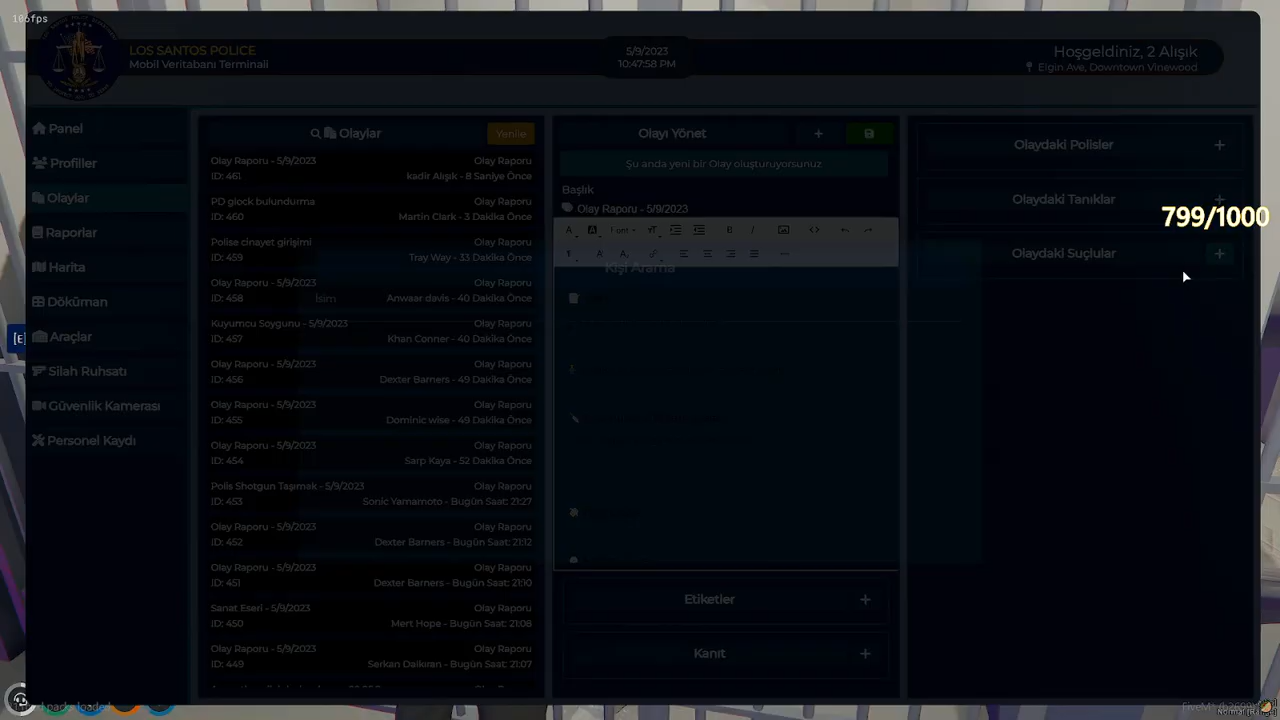 106fps
LOS SANTOS POLICE
Mobil Veritabanı Terminali
5/9/2023
10:47:58 PM
Hoşgeldiniz, 2 Alışık
Elgin Ave, Downtown Vinewood
Panel
Profiller
Olaylar
Raporlar
Harita
Döküman
Araçlar
Silah Ruhsatı
Güvenlik Kamerası
Personel Kaydı
[E]
Olaylar
Yenile
Olay Raporu - 5/9/2023 Olay Raporu
ID: 461 kadir Alışık - 8 Saniye Önce
PD glock bulundurma Olay Raporu
ID: 460 Martin Clark - 3 Dakika Önce
Polise cinayet girişimi Olay Raporu
ID: 459 Tray Way - 33 Dakika Önce
Olay Raporu - 5/9/2023 Olay Raporu
ID: 458 Anwaar davis - 40 Dakika Önce
Kuyumcu Soygunu - 5/9/2023 Olay Raporu
ID: 457 Khan Conner - 40 Dakika Önce
Olay Raporu - 5/9/2023 Olay Raporu
ID: 456 Dexter Barners - 49 Dakika Önce
Olay Raporu - 5/9/2023 Olay Raporu
ID: 455 Dominic wise - 49 Dakika Önce
Olay Raporu - 5/9/2023 Olay Raporu
ID: 454 Sarp Kaya - 52 Dakika Önce
Polis Shotgun Taşımak - 5/9/2023 Olay Raporu
ID: 453 Sonic Yamamoto - Bugün Saat: 21:27
Olay Raporu - 5/9/2023 Olay Raporu
ID: 452 Dexter Barners - Bugün Saat: 21:12
Olay Raporu - 5/9/2023 Olay Raporu
ID: 451 Dexter Barners - Bugün Saat: 21:10
Sanat Eseri - 5/9/2023 Olay Raporu
ID: 450 Mert Hope - Bugün Saat: 21:08
Olay Raporu - 5/9/2023 Olay Raporu
ID: 449 Serkan Daikıran - Bugün Saat: 21:07
İsim
Olayı Yönet
Şu anda yeni bir Olay oluşturuyorsunuz
Başlık
Olay Raporu - 5/9/2023
Font
Kişi Arama
Etiketler
Kanıt
Olaydaki Polisler
Olaydaki Tanıklar
Olaydaki Suçlular
799/1000